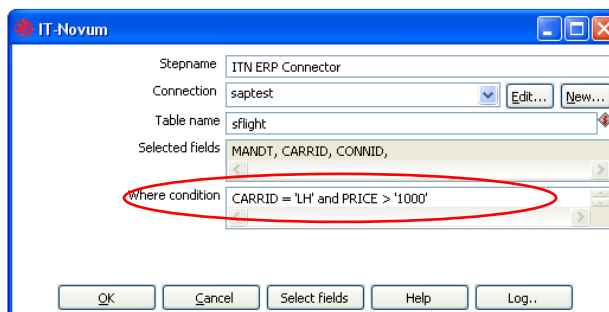 IT-Novum
Stepname ITN ERP Connector
Connection saptest Edit... New...
Table name sflight
Selected fields MANDT, CARRID, CONNID,
Where condition CARRID = 'LH' and PRICE > '1000'
OK Cancel Select fields Help Log..